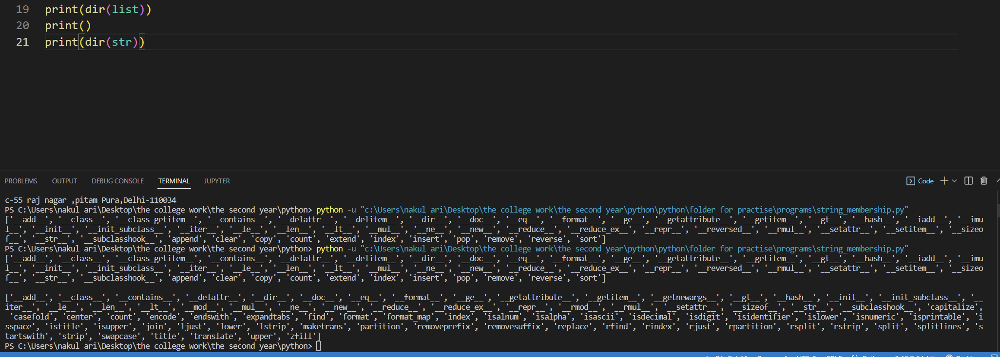 19 print(dir(list))
20 print()
21 print(dir(str))
PROBLEMS OUTPUT DEBUG CONSOLE TERMINAL JUPYTER Code
c-55 raj nagar ,pitam Pura,Delhi-110034
PS C:\Users\nakul ari\Desktop\the college work\the second year\python> python -u "c:\Users\nakul ari\Desktop\the college work\the second year\python\python\folder for practise\programs\string_membership.py"
['__add__', '__class__', '__class_getitem__', '__contains__', '__delattr__', '__delitem__', '__dir__', '__doc__', '__eq__', '__format__', '__ge__', '__getattribute__', '__getitem__', '__gt__', '__hash__', '__iadd__', '__imu
l__', '__init__', '__init_subclass__', '__iter__', '__le__', '__len__', '__lt__', '__mul__', '__ne__', '__new__', '__reduce__', '__reduce_ex__', '__repr__', '__reversed__', '__rmul__', '__setattr__', '__setitem__', '__sizeo
f__', '__str__', '__subclasshook__', 'append', 'clear', 'copy', 'count', 'extend', 'index', 'insert', 'pop', 'remove', 'reverse', 'sort']
PS C:\Users\nakul ari\Desktop\the college work\the second year\python> python -u "c:\Users\nakul ari\Desktop\the college work\the second year\python\python\folder for practise\programs\string_membership.py"
['__add__', '__class__', '__class_getitem__', '__contains__', '__delattr__', '__delitem__', '__dir__', '__doc__', '__eq__', '__format__', '__ge__', '__getattribute__', '__getitem__', '__gt__', '__hash__', '__iadd__', '__imu
l__', '__init__', '__init_subclass__', '__iter__', '__le__', '__len__', '__lt__', '__mul__', '__ne__', '__new__', '__reduce__', '__reduce_ex__', '__repr__', '__reversed__', '__rmul__', '__setattr__', '__setitem__', '__sizeo
f__', '__str__', '__subclasshook__', 'append', 'clear', 'copy', 'count', 'extend', 'index', 'insert', 'pop', 'remove', 'reverse', 'sort']
['__add__', '__class__', '__contains__', '__delattr__', '__dir__', '__doc__', '__eq__', '__format__', '__ge__', '__getattribute__', '__getitem__', '__getnewargs__', '__gt__', '__hash__', '__init__', '__init_subclass__', '__
iter__', '__le__', '__len__', '__lt__', '__mod__', '__mul__', '__ne__', '__new__', '__reduce__', '__reduce_ex__', '__repr__', '__rmod__', '__rmul__', '__setattr__', '__sizeof__', '__str__', '__subclasshook__', 'capitalize',
'casefold', 'center', 'count', 'encode', 'endswith', 'expandtabs', 'find', 'format', 'format_map', 'index', 'isalnum', 'isalpha', 'isascii', 'isdecimal', 'isdigit', 'isidentifier', 'islower', 'isnumeric', 'isprintable', 'i
sspace', 'istitle', 'isupper', 'join', 'ljust', 'lower', 'lstrip', 'maketrans', 'partition', 'removeprefix', 'removesuffix', 'replace', 'rfind', 'rindex', 'rjust', 'rpartition', 'rsplit', 'rstrip', 'split', 'splitlines', 's
tartswith', 'strip', 'swapcase', 'title', 'translate', 'upper', 'zfill']
PS C:\Users\nakul ari\Desktop\the college work\the second year\python>